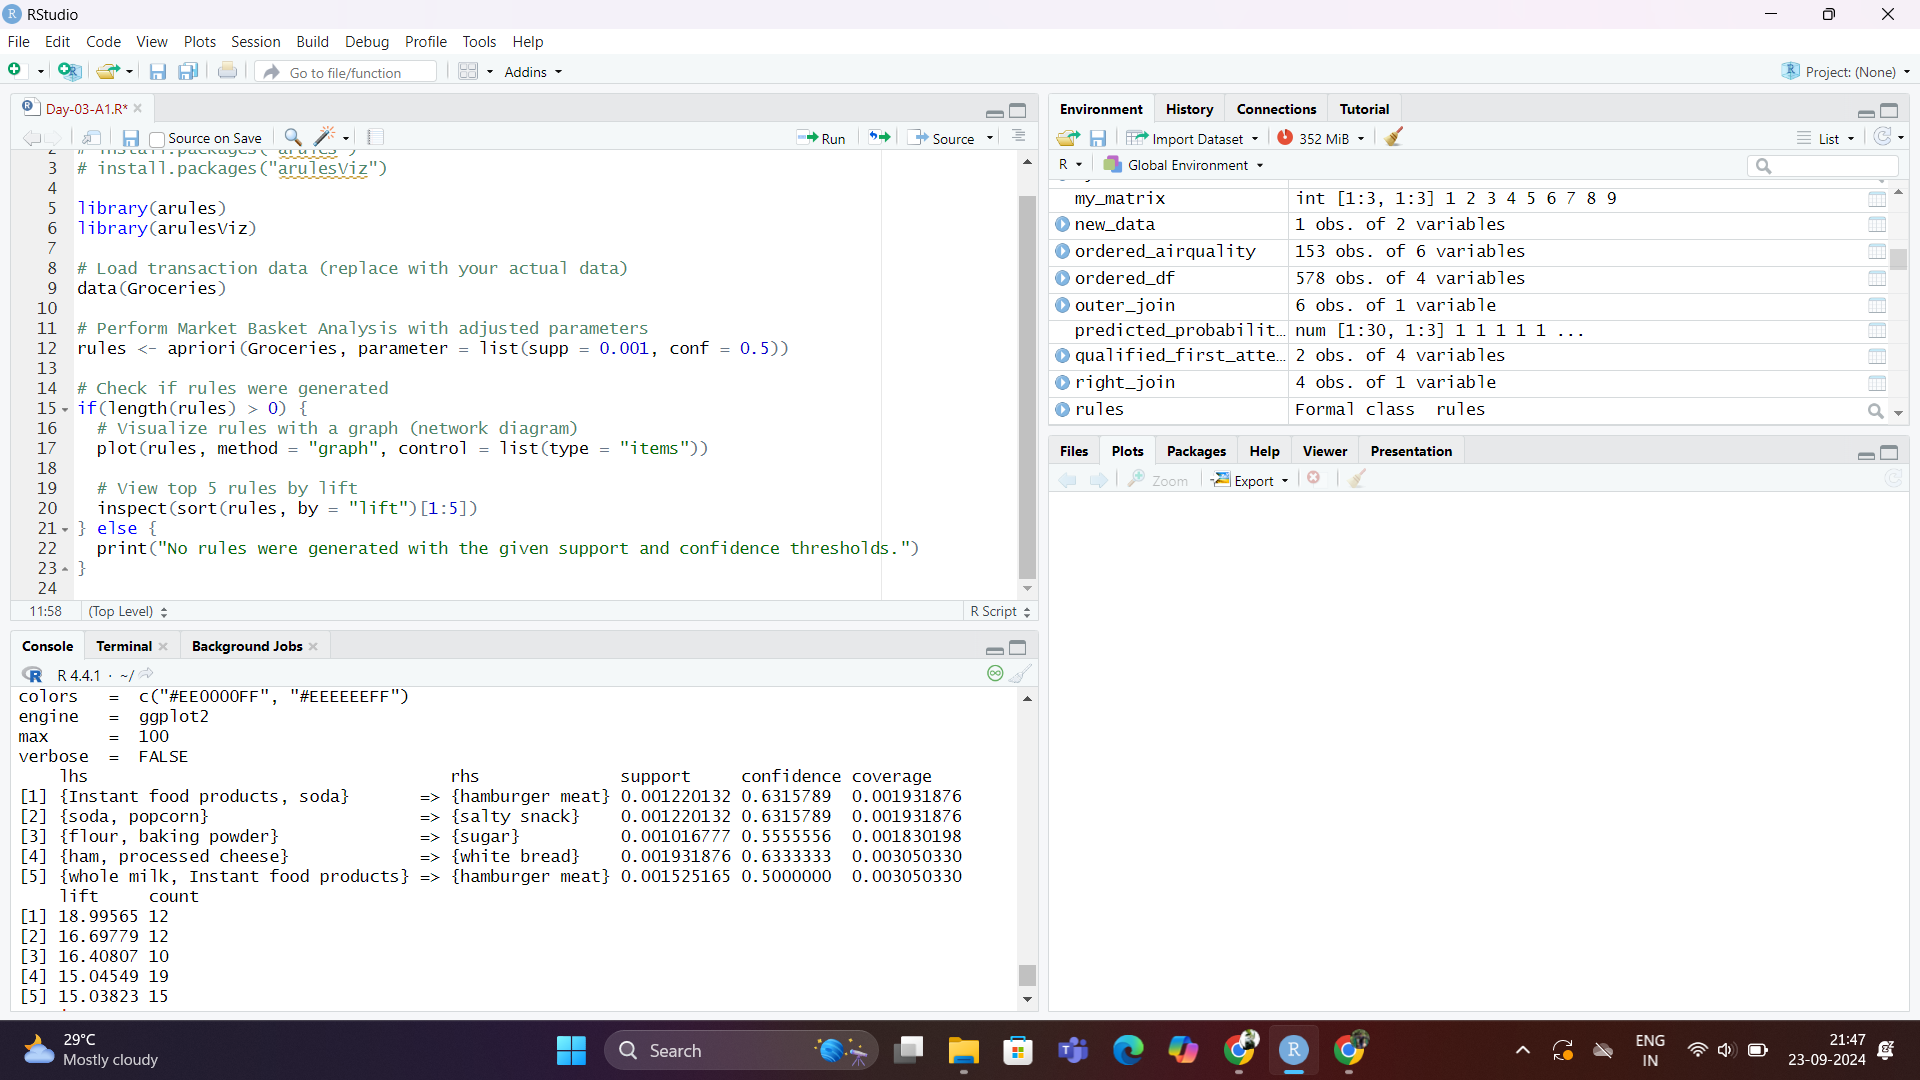 RStudio
File Edit Code View Plots Session Build Debug Profile Tools Help
Go to file/function
Addins
Project: (None)
Day-03-A1.R*
Source on Save
Run
Source
3 # install.packages("arulesViz")
4
5 library(arules)
6 library(arulesViz)
7
8 # Load transaction data (replace with your actual data)
9 data(Groceries)
10
11 # Perform Market Basket Analysis with adjusted parameters
12 rules <- apriori(Groceries, parameter = list(supp = 0.001, conf = 0.5))
13
14 # Check if rules were generated
15 if(length(rules) > 0) {
16 # Visualize rules with a graph (network diagram)
17 plot(rules, method = "graph", control = list(type = "items"))
18
19 # View top 5 rules by lift
20 inspect(sort(rules, by = "lift")[1:5])
21 } else {
22 print("No rules were generated with the given support and confidence thresholds.")
23 }
24
11:58 (Top Level) R Script
Console Terminal Background Jobs
R 4.4.1 · ~/
colors = c("#EE0000FF", "#EEEEEEFF")
engine = ggplot2
max = 100
verbose = FALSE
lhs rhs support confidence coverage
[1] {Instant food products, soda} => {hamburger meat} 0.001220132 0.6315789 0.001931876
[2] {soda, popcorn} => {salty snack} 0.001220132 0.6315789 0.001931876
[3] {flour, baking powder} => {sugar} 0.001016777 0.5555556 0.001830198
[4] {ham, processed cheese} => {white bread} 0.001931876 0.6333333 0.003050330
[5] {whole milk, Instant food products} => {hamburger meat} 0.001525165 0.5000000 0.003050330
lift count
[1] 18.99565 12
[2] 16.69779 12
[3] 16.40807 10
[4] 15.04549 19
[5] 15.03823 15
Environment History Connections Tutorial
Import Dataset 352 MiB List
R Global Environment
my_matrix int [1:3, 1:3] 1 2 3 4 5 6 7 8 9
new_data 1 obs. of 2 variables
ordered_airquality 153 obs. of 6 variables
ordered_df 578 obs. of 4 variables
outer_join 6 obs. of 1 variable
predicted_probabilit… num [1:30, 1:3] 1 1 1 1 1 ...
qualified_first_atte… 2 obs. of 4 variables
right_join 4 obs. of 1 variable
rules Formal class rules
Files Plots Packages Help Viewer Presentation
Zoom Export
29°C
Mostly cloudy
Search
ENG
IN
21:47
23-09-2024